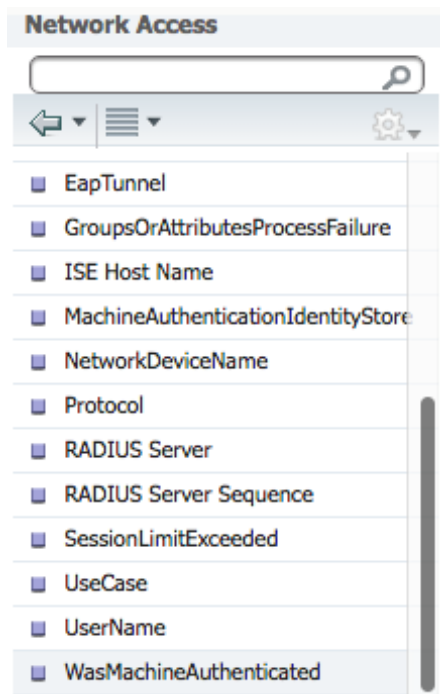 Network Access
EapTunnel
GroupsOrAttributesProcessFailure
ISE Host Name
MachineAuthenticationIdentityStore
NetworkDeviceName
Protocol
RADIUS Server
RADIUS Server Sequence
SessionLimitExceeded
UseCase
UserName
WasMachineAuthenticated